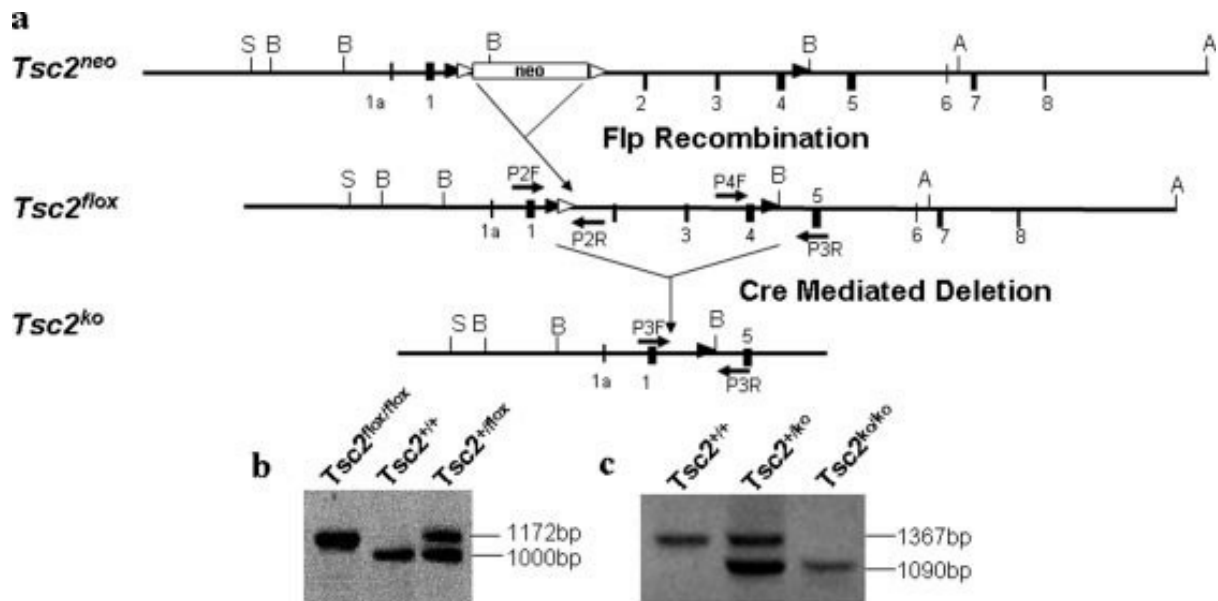 a
S B B B B A A
Tsc2neo
neo
1a 1 2 3 4 5 6 7 8
Flp Recombination
P2F P4F B
S B B A A
Tsc2flox
5
1a 1 P2R 3 4 P3R 6 7 8
Cre Mediated Deletion
Tsc2ko
S B B P3F B 5
1a 1 P3R
b
Tsc2flox/flox Tsc2+/+ Tsc2+/flox
1172bp
1000bp
c
Tsc2+/+ Tsc2+/ko Tsc2ko/ko
1367bp
1090bp